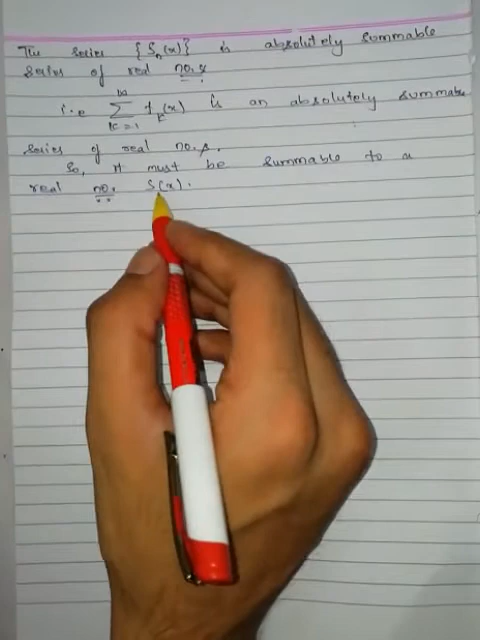 The series {Sₙ(x)} is absolutely summable
series of real no.s
i.e ∑_{k=1}^{∞} f_k(x) is an absolutely summable
series of real no.s.
So, it must be summable to a
real no. S(x).